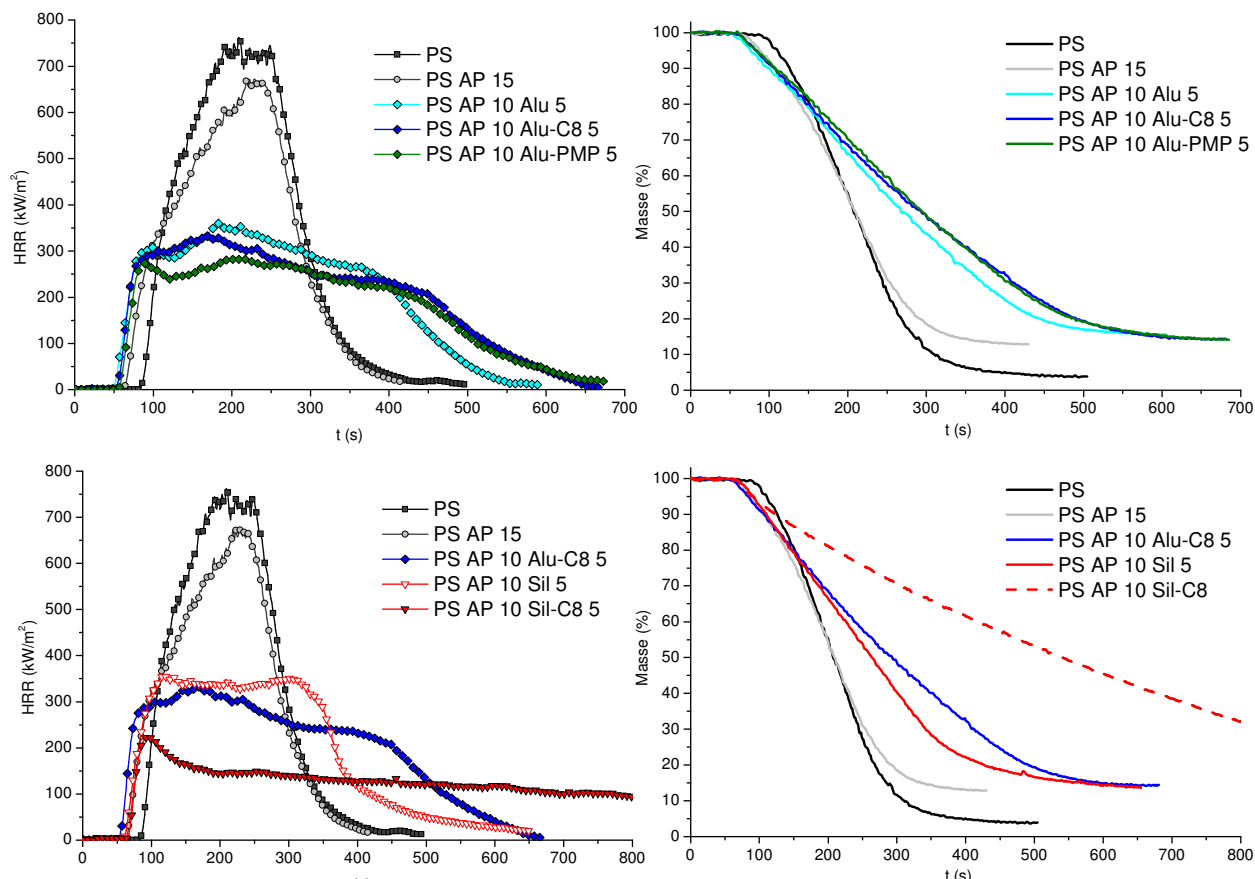 800
700
600
500
400
300
200
100
0
HRR (kW/m²)
0 100 200 300 400 500 600 700
t (s)
PS
PS AP 15
PS AP 10 Alu 5
PS AP 10 Alu-C8 5
PS AP 10 Alu-PMP 5
100
90
80
70
60
50
40
30
20
10
0
Masse (%)
0 100 200 300 400 500 600 700
t (s)
PS
PS AP 15
PS AP 10 Alu 5
PS AP 10 Alu-C8 5
PS AP 10 Alu-PMP 5
800
700
600
500
400
300
200
100
0
HRR (kW/m²)
0 100 200 300 400 500 600 700 800
PS
PS AP 15
PS AP 10 Alu-C8 5
PS AP 10 Sil 5
PS AP 10 Sil-C8 5
100
90
80
70
60
50
40
30
20
10
0
Masse (%)
0 100 200 300 400 500 600 700 800
t (s)
PS
PS AP 15
PS AP 10 Alu-C8 5
PS AP 10 Sil 5
PS AP 10 Sil-C8